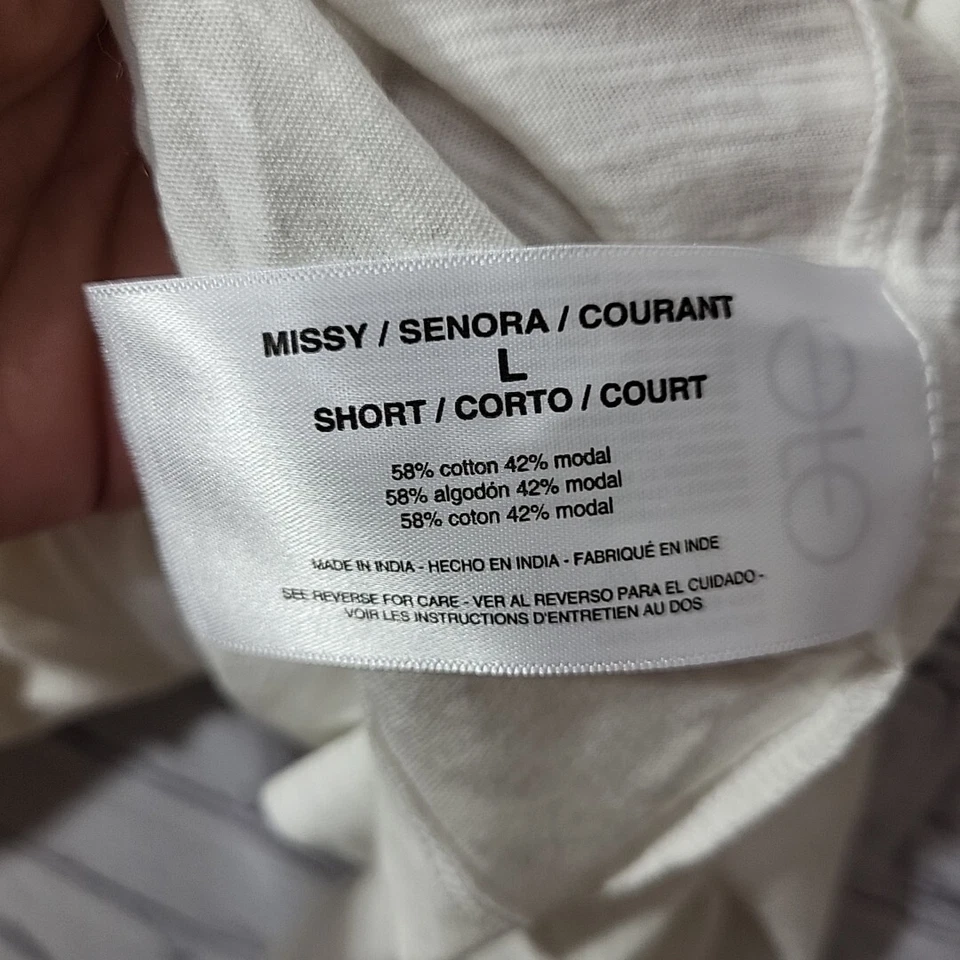 MISSY / SENORA / COURANT
L
SHORT / CORTO / COURT
58% cotton 42% modal
58% algodón 42% modal
58% coton 42% modal
MADE IN INDIA - HECHO EN INDIA - FABRIQUÉ EN INDE
SEE REVERSE FOR CARE - VER AL REVERSO PARA EL CUIDADO -
VOIR LES INSTRUCTIONS D'ENTRETIEN AU DOS